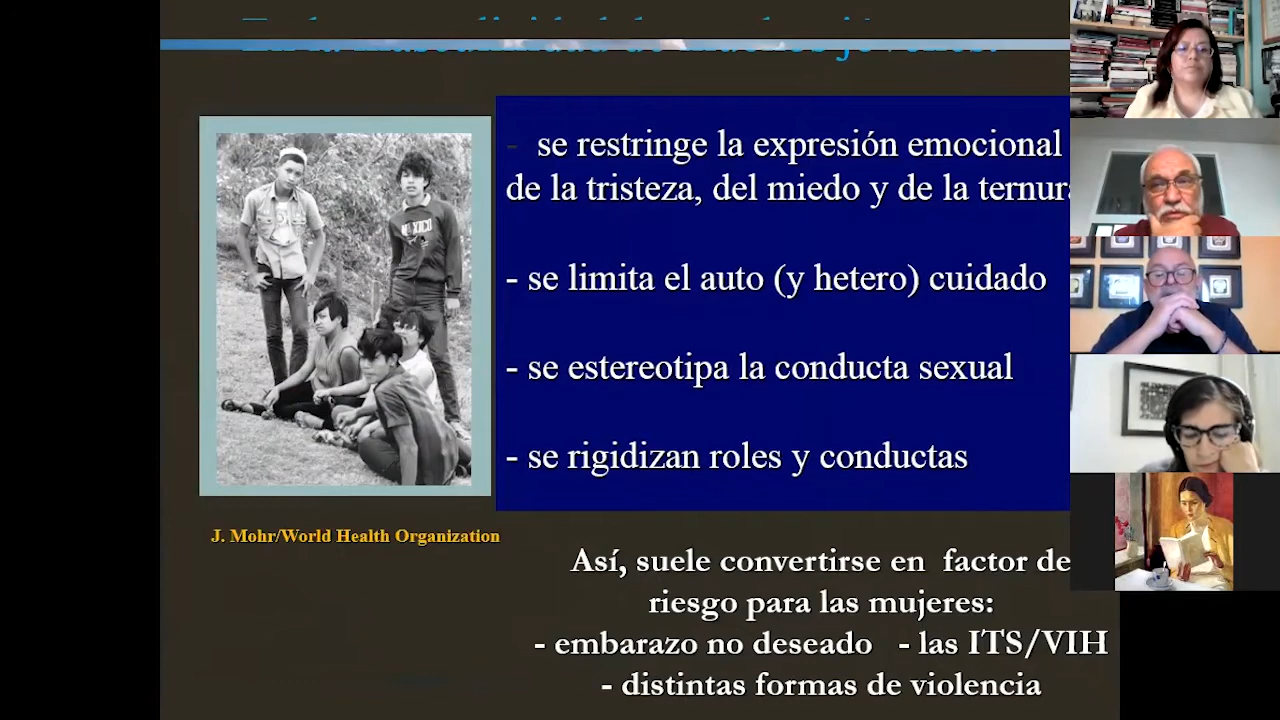 - se restringe la expresión emocional
de la tristeza, del miedo y de la ternura
- se limita el auto (y hetero) cuidado
- se estereotipa la conducta sexual
- se rigidizan roles y conductas
MEXICO
J. Mohr/World Health Organization
Así, suele convertirse en factor de
riesgo para las mujeres:
- embarazo no deseado - las ITS/VIH
- distintas formas de violencia